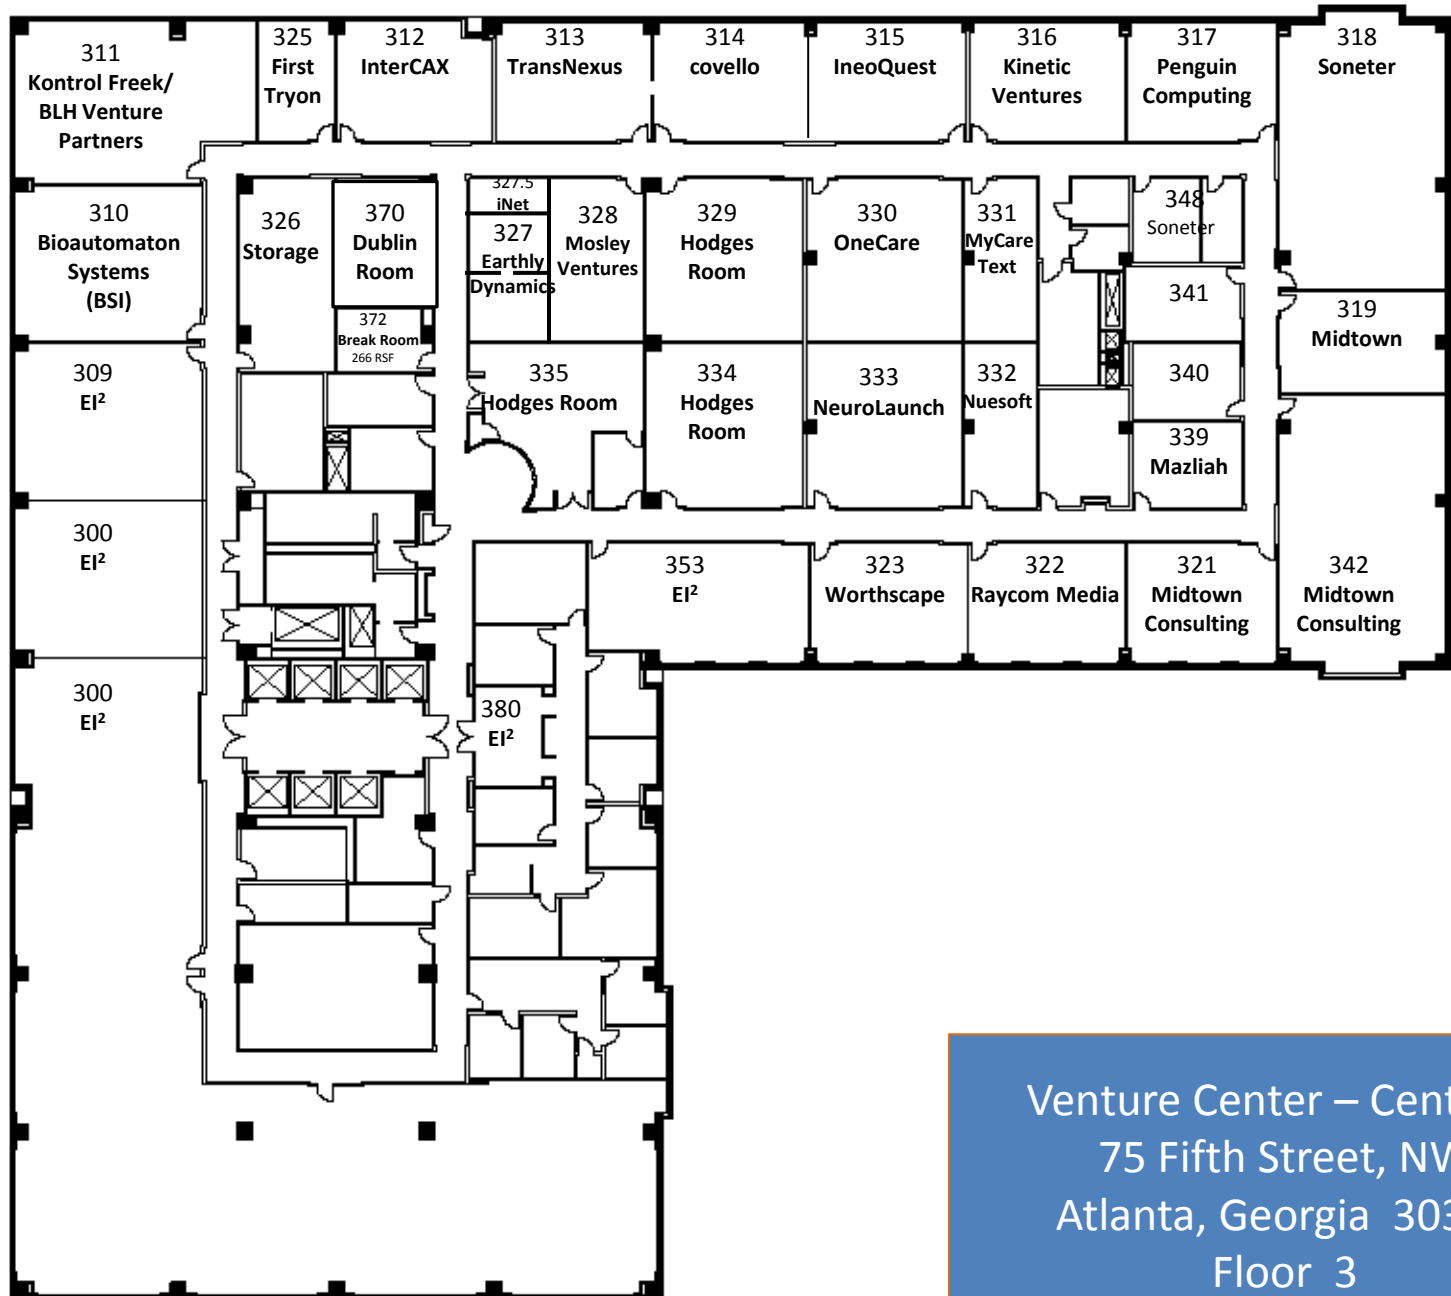 311
Kontrol Freek/
BLH Venture
Partners
325
First
Tryon
312
InterCAX
313
TransNexus
314
covello
315
IneoQuest
316
Kinetic
Ventures
317
Penguin
Computing
318
Soneter
310
Bioautomaton
Systems
(BSI)
326
Storage
370
Dublin
Room
372
Break Room
266 RSF
327.5
iNet
327
Earthly
Dynamics
328
Mosley
Ventures
329
Hodges
Room
330
OneCare
331
MyCare
Text
348
Soneter
341
319
Midtown
309
EI²
335
Hodges Room
334
Hodges
Room
333
NeuroLaunch
332
Nuesoft
340
339
Mazliah
300
EI²
353
EI²
323
Worthscape
322
Raycom Media
321
Midtown
Consulting
342
Midtown
Consulting
300
EI²
380
EI²
Venture Center – Cent
75 Fifth Street, NW
Atlanta, Georgia 303
Floor 3